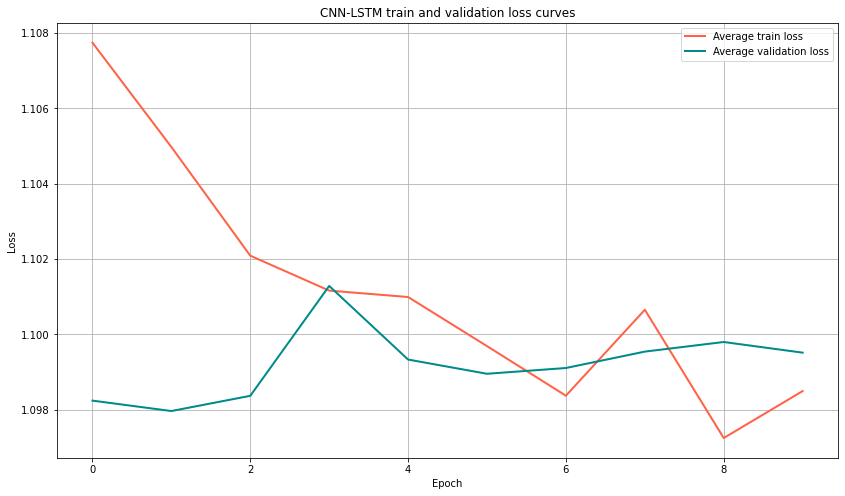 CNN-LSTM train and validation loss curves
Average train loss
Average validation loss
1.108
1.106
1.104
1.102
1.100
1.098
Loss
0
2
4
6
8
Epoch